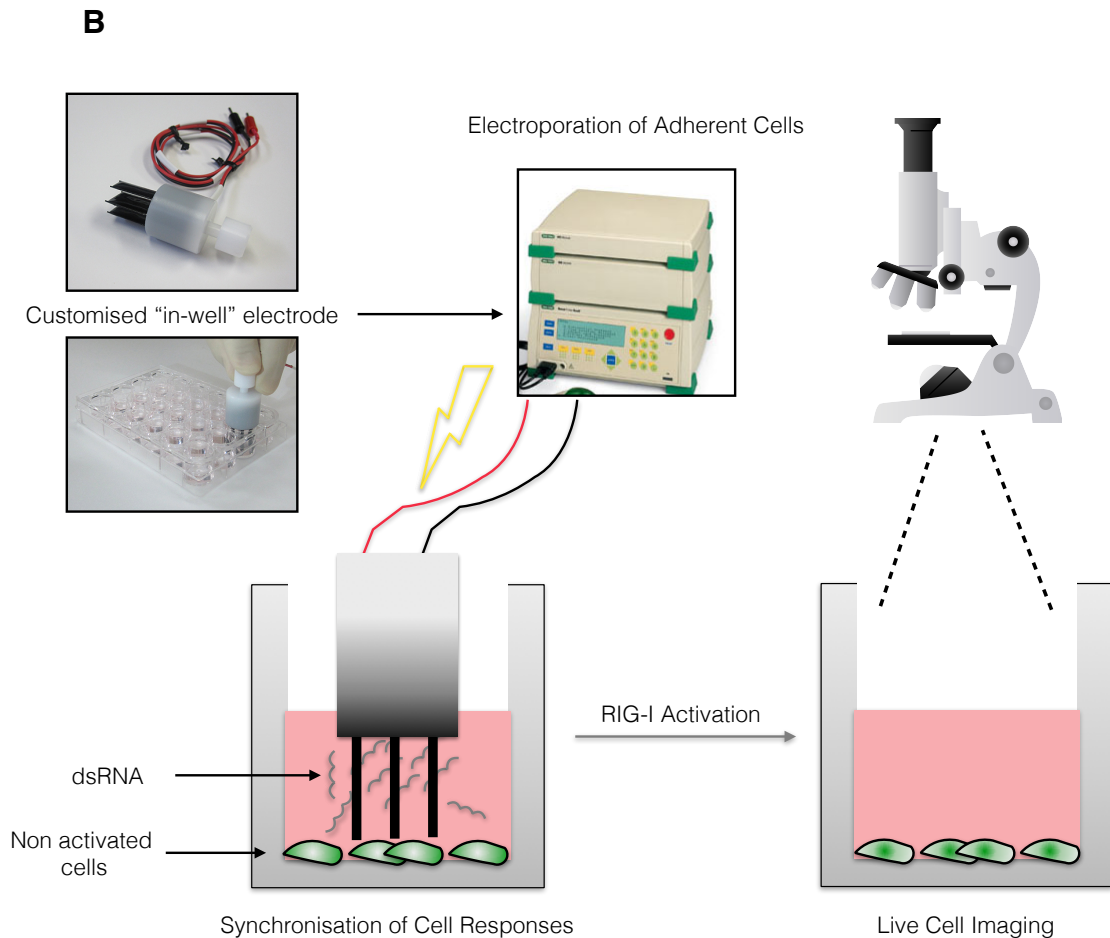 B
Electroporation of Adherent Cells
Customised “in-well” electrode
RIG-I Activation
dsRNA
Non activated
cells
Synchronisation of Cell Responses
Live Cell Imaging